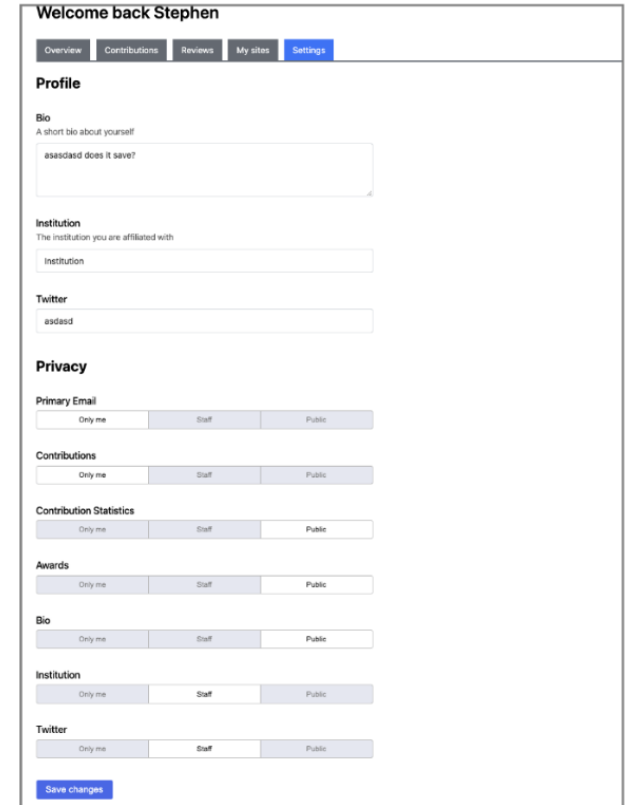 Welcome back Stephen
Overview Contributions Reviews My sites Settings
Profile
Bio
A short bio about yourself
asasdasd does it save?
Institution
The institution you are affiliated with
Institution
Twitter
asdasd
Privacy
Primary Email
Only me Staff Public
Contributions
Only me Staff Public
Contribution Statistics
Only me Staff Public
Awards
Only me Staff Public
Bio
Only me Staff Public
Institution
Only me Staff Public
Twitter
Only me Staff Public
Save changes